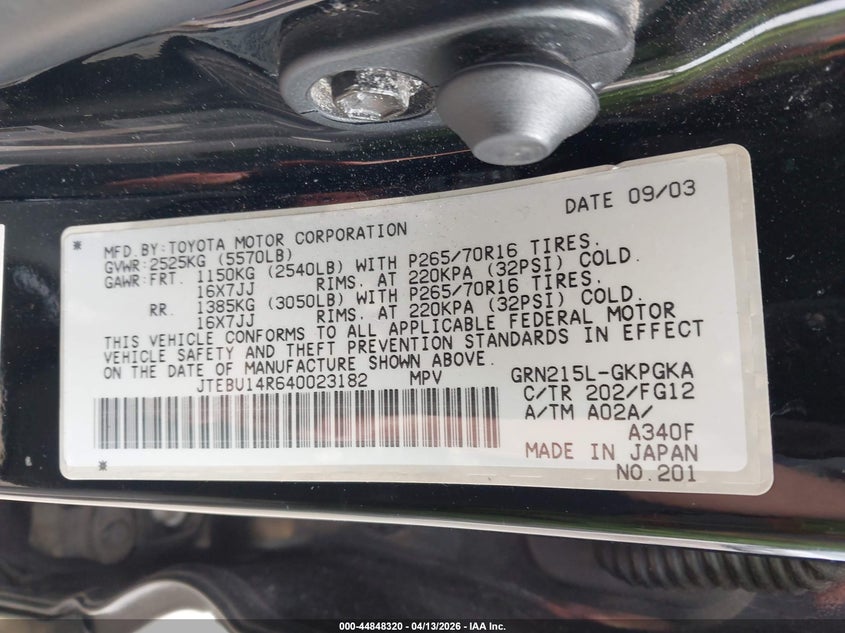 DATE 09/03
MFD.BY:TOYOTA MOTOR CORPORATION
GVWR:2525KG (5570LB)
GAWR:FRT. 1150KG (2540LB) WITH P265/70R16 TIRES.
16X7JJ RIMS. AT 220KPA (32PSI) COLD.
RR. 1385KG (3050LB) WITH P265/70R16 TIRES.
16X7JJ RIMS. AT 220KPA (32PSI) COLD.
THIS VEHICLE CONFORMS TO ALL APPLICABLE FEDERAL MOTOR
VEHICLE SAFETY AND THEFT PREVENTION STANDARDS IN EFFECT
ON THE DATE OF MANUFACTURE SHOWN ABOVE.
JTEBU14R640023182 MPV GRN215L-GKPGKA
C/TR 202/FG12
A/TM A02A/
A340F
MADE IN JAPAN
NO.201
000-44848320 | 04/13/2026 - IAA Inc.